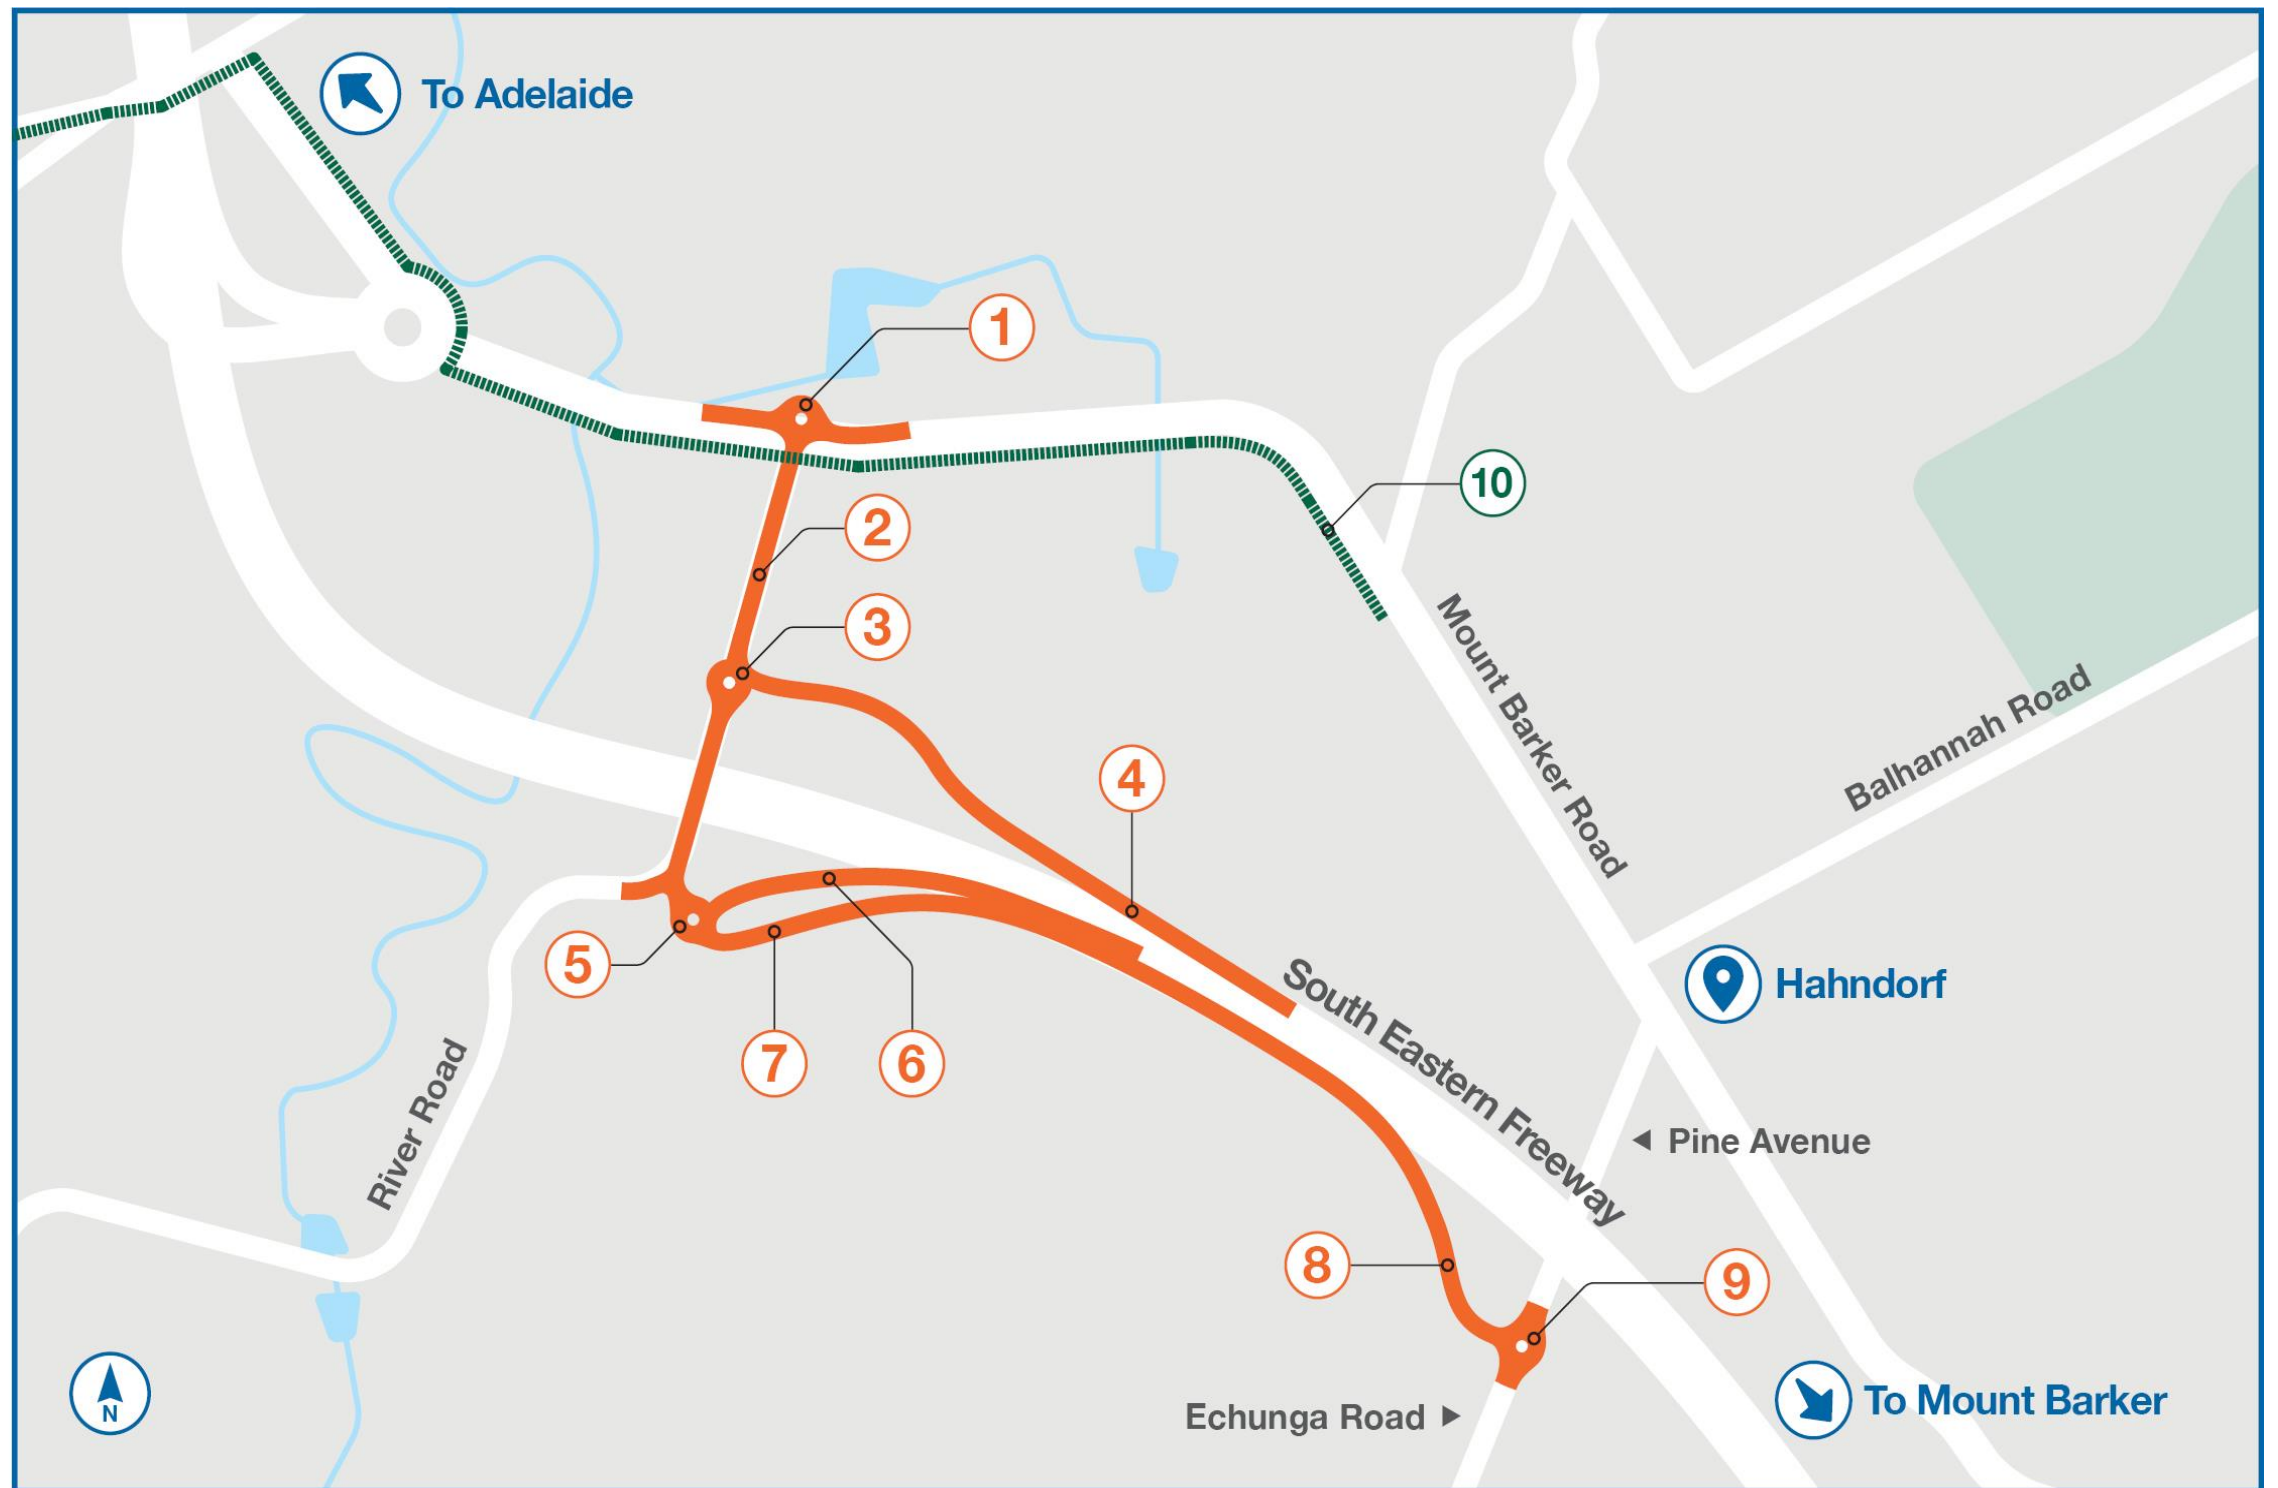 To Adelaide
1
10
2
3
Mount Barker Road
Balhannah Road
4
5
South Eastern Freeway
Hahndorf
7
6
River Road
Pine Avenue
8
9
N
Echunga Road
To Mount Barker